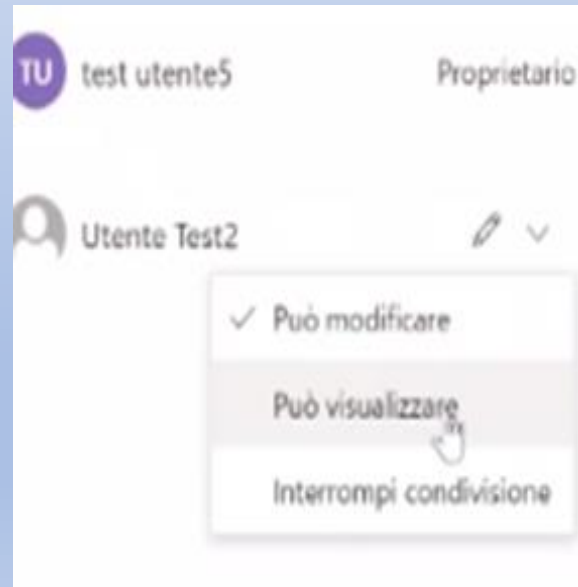 TU test utente5 Proprietario
Utente Test2
Può modificare
Può visualizzare
Interrompi condivisione